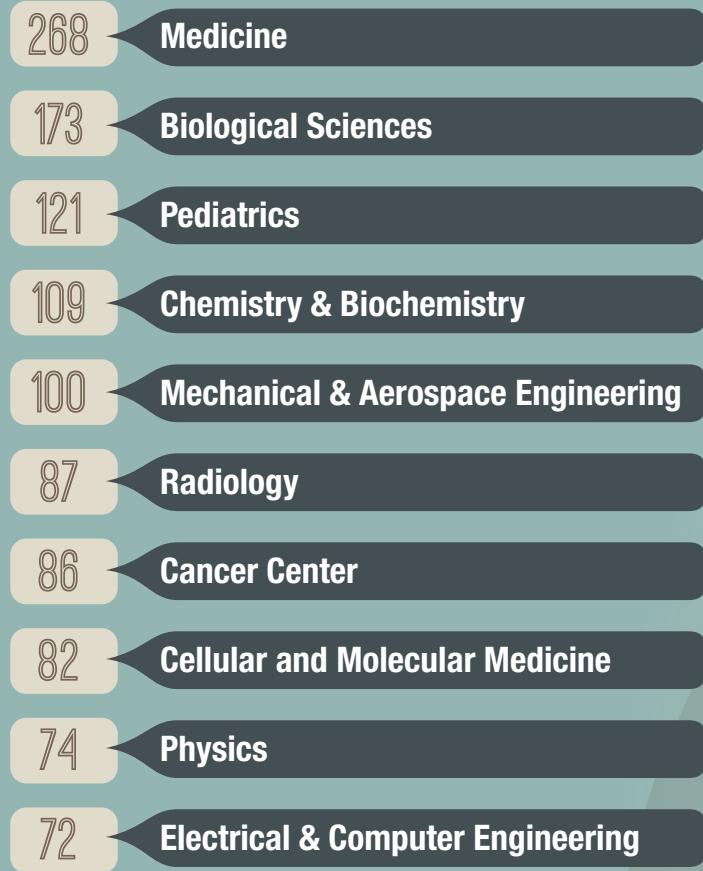 268 Medicine
173 Biological Sciences
121 Pediatrics
109 Chemistry & Biochemistry
100 Mechanical & Aerospace Engineering
87 Radiology
86 Cancer Center
82 Cellular and Molecular Medicine
74 Physics
72 Electrical & Computer Engineering